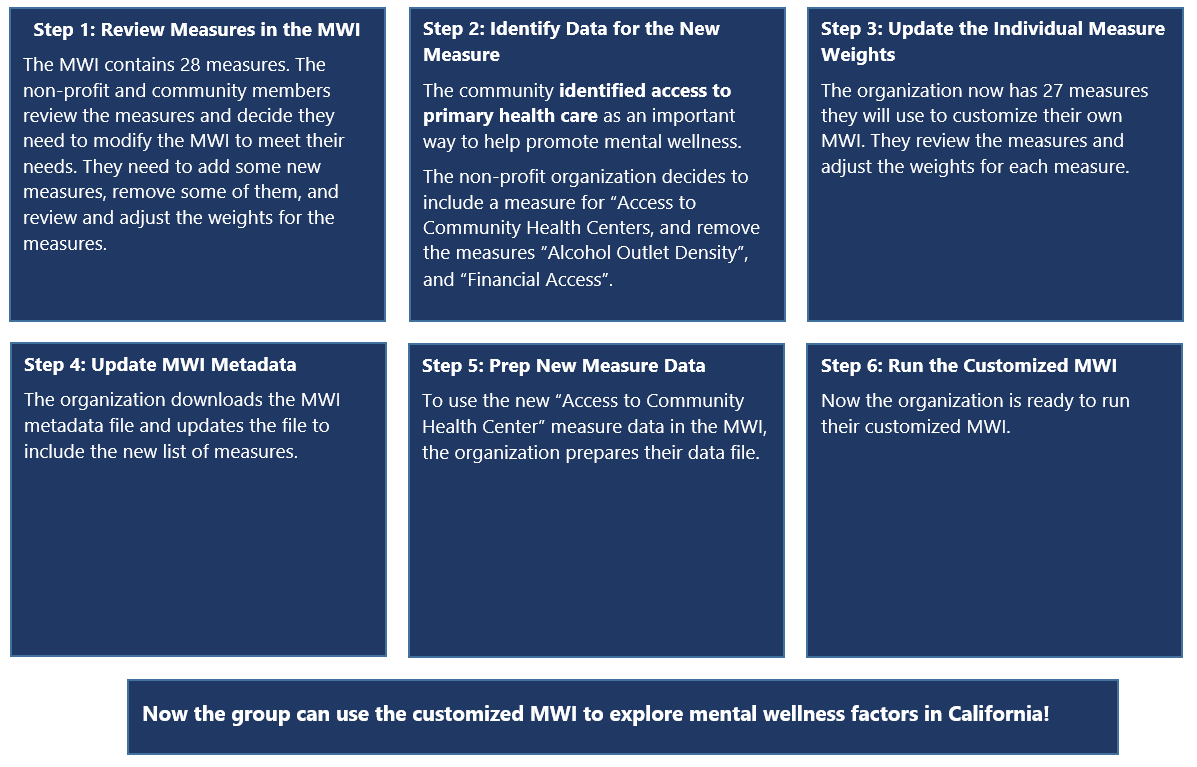 Step 1: Review Measures in the MWI
The MWI contains 28 measures. The
non-profit and community members
review the measures and decide they
need to modify the MWI to meet their
needs. They need to add some new
measures, remove some of them, and
review and adjust the weights for the
measures.
Step 2: Identify Data for the New
Measure
The community identified access to
primary health care as an important
way to help promote mental wellness.
The non-profit organization decides to
include a measure for “Access to
Community Health Centers, and remove
the measures “Alcohol Outlet Density”,
and “Financial Access”.
Step 3: Update the Individual Measure
Weights
The organization now has 27 measures
they will use to customize their own
MWI. They review the measures and
adjust the weights for each measure.
Step 4: Update MWI Metadata
The organization downloads the MWI
metadata file and updates the file to
include the new list of measures.
Step 5: Prep New Measure Data
To use the new “Access to Community
Health Center” measure data in the MWI,
the organization prepares their data file.
Step 6: Run the Customized MWI
Now the organization is ready to run
their customized MWI.
Now the group can use the customized MWI to explore mental wellness factors in California!